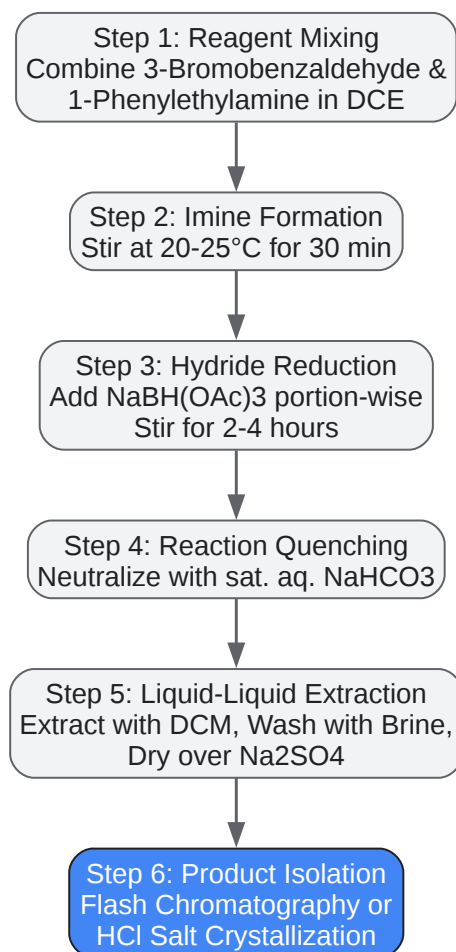 Step 1: Reagent Mixing
Combine 3-Bromobenzaldehyde &
1-Phenylethylamine in DCE
Step 2: Imine Formation
Stir at 20-25°C for 30 min
Step 3: Hydride Reduction
Add NaBH(OAc)3 portion-wise
Stir for 2-4 hours
Step 4: Reaction Quenching
Neutralize with sat. aq. NaHCO3
Step 5: Liquid-Liquid Extraction
Extract with DCM, Wash with Brine,
Dry over Na2SO4
Step 6: Product Isolation
Flash Chromatography or
HCl Salt Crystallization